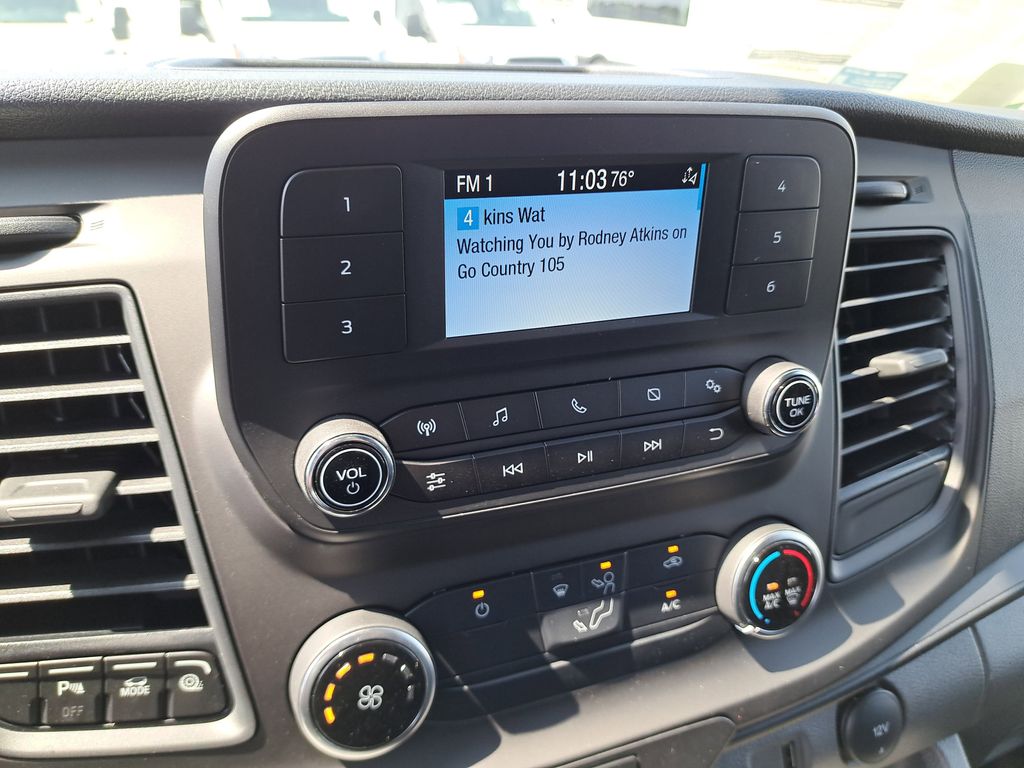 FM 1 11:03 76°
4 kins Wat
Watching You by Rodney Atkins on
Go Country 105
1
2
3
4
5
6
TUNE
OK
VOL
A/C
MAX
A/C
MAX
P
OFF
MODE
12V